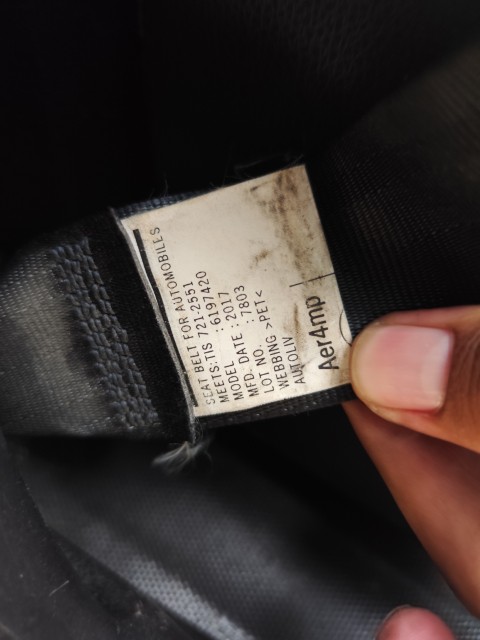 SEAT BELT FOR AUTOMOBILES
MEETS:TIS 721-2551
MODEL : 6197420
MFD. DATE : 2017
LOT NO. : 7803
WEBBING >PET<
AUTOLIV
Aer4mp